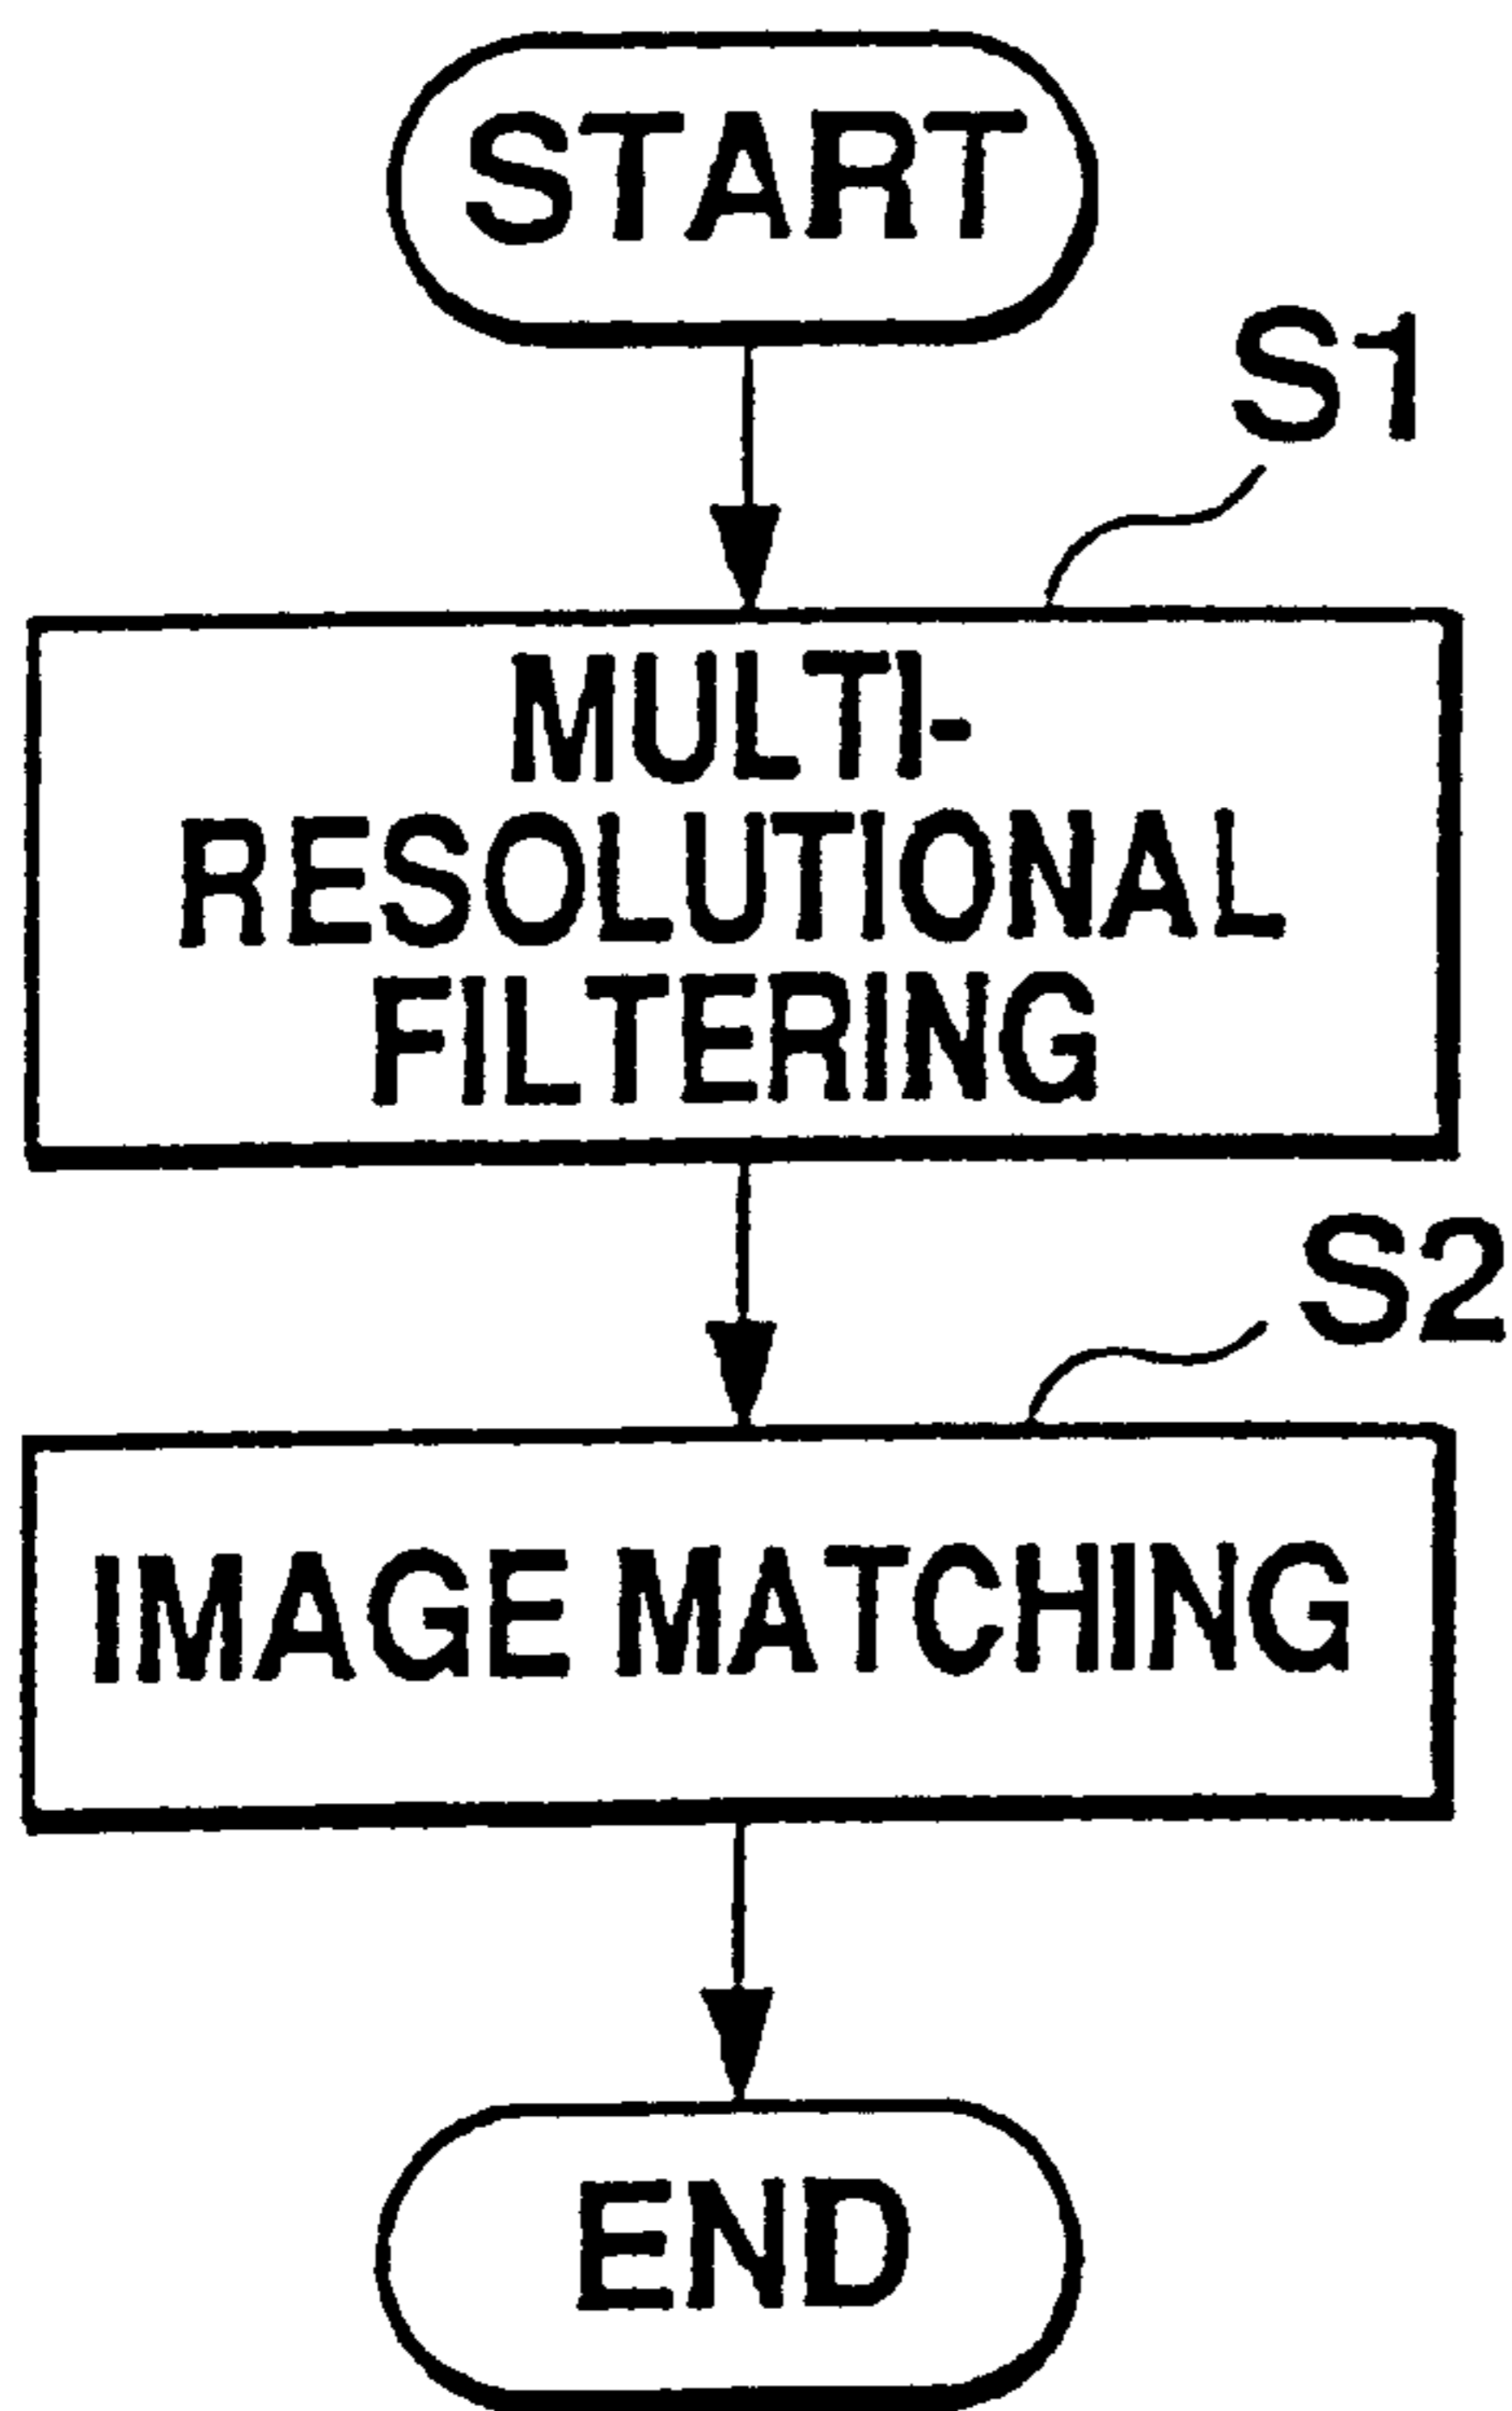 START
S1
MULTI-
RESOLUTIONAL
FILTERING
S2
IMAGE MATCHING
END